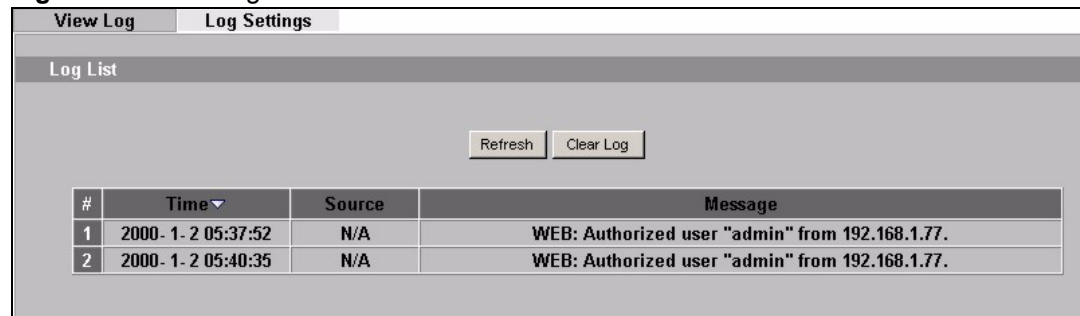 View Log Log Settings
Log List
Refresh Clear Log
# Time Source Message
1 2000- 1- 2 05:37:52 N/A WEB: Authorized user "admin" from 192.168.1.77.
2 2000- 1- 2 05:40:35 N/A WEB: Authorized user "admin" from 192.168.1.77.